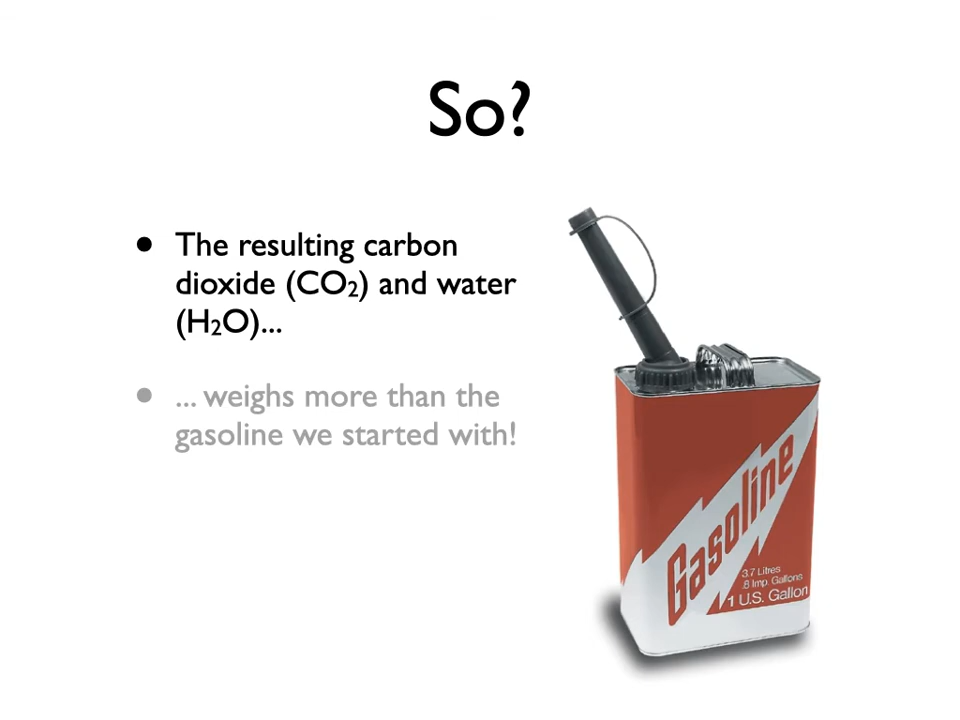 So?
• The resulting carbon
dioxide (CO₂) and water
(H₂O)...
• ... weighs more than the
gasoline we started with!
Gasoline
3.7 Litres
.8 Imp. Gallons
1 U.S. Gallon